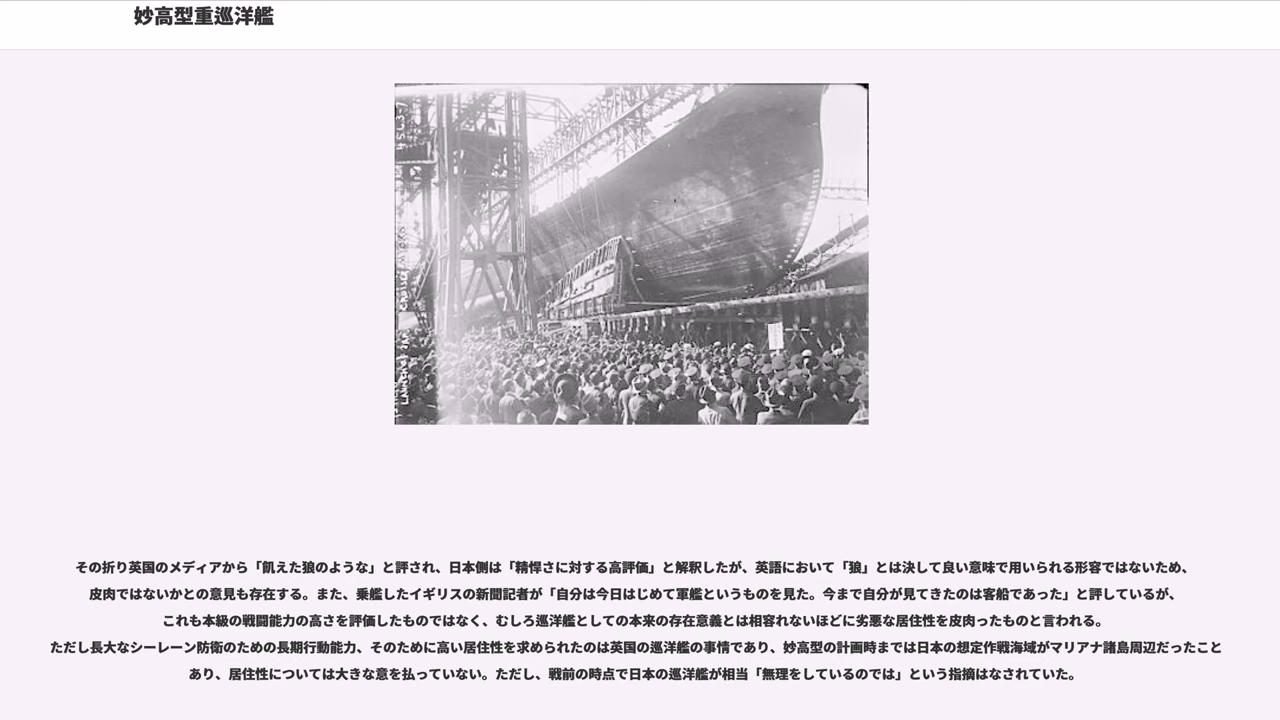 妙高型重巡洋艦
その折り英国のメディアから「飢えた狼のような」と評され、日本側は「精悍さに対する高評価」と解釈したが、英語において「狼」とは決して良い意味で用いられる形容ではないため、
皮肉ではないかとの意見も存在する。また、乗艦したイギリスの新聞記者が「自分は今日はじめて軍艦というものを見た。今まで自分が見てきたのは客船であった」と評しているが、
これも本級の戦闘能力の高さを評価したものではなく、むしろ巡洋艦としての本来の存在意義とは相容れないほどに劣悪な居住性を皮肉ったものと言われる。
ただし長大なシーレーン防衛のための長期行動能力、そのために高い居住性を求められたのは英国の巡洋艦の事情であり、妙高型の計画時までは日本の想定作戦海域がマリアナ諸島周辺だったこと
あり、居住性については大きな意を払っていない。ただし、戦前の時点で日本の巡洋艦が相当「無理をしているのでは」という指摘はなされていた。